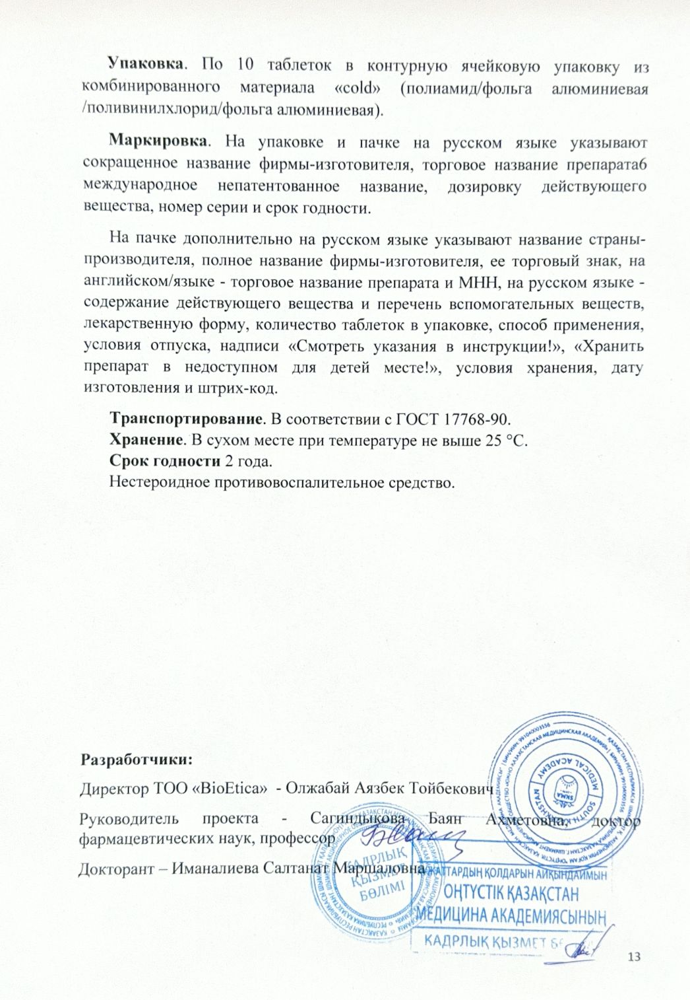 Упаковка. По 10 таблеток в контурную ячейковую упаковку из
комбинированного материала «cold» (полиамид/фольга алюминиевая
/поливинилхлорид/фольга алюминиевая).
Маркировка. На упаковке и пачке на русском языке указывают
сокращенное название фирмы-изготовителя, торговое название препарата6
международное непатентованное название, дозировку действующего
вещества, номер серии и срок годности.
На пачке дополнительно на русском языке указывают название страны-
производителя, полное название фирмы-изготовителя, ее торговый знак, на
английском/языке - торговое название препарата и МНН, на русском языке -
содержание действующего вещества и перечень вспомогательных веществ,
лекарственную форму, количество таблеток в упаковке, способ применения,
условия отпуска, надписи «Смотреть указания в инструкции!», «Хранить
препарат в недоступном для детей месте!», условия хранения, дату
изготовления и штрих-код.
Транспортирование. В соответствии с ГОСТ 17768-90.
Хранение. В сухом месте при температуре не выше 25 °С.
Срок годности 2 года.
Нестероидное противовоспалительное средство.
Разработчики:
Директор ТОО «BioEtica» - Олжабай Аязбек Тойбекович
Руководитель проекта - Сагиндыкова Баян Ахметовна, доктор
фармацевтических наук, профессор
Докторант – Иманалиева Салтанат Маршаловна
SOUTH KAZAKHSTAN
MEDICAL ACADEMY
SKMA
КАДРЛЫҚ
ҚЫЗМЕТ
БӨЛІМІ
ҚОЛДАРЫН АЙҚЫНДАЙМЫН
ОҢТҮСТІК ҚАЗАҚСТАН
МЕДИЦИНА АКАДЕМИЯСЫНЫҢ
КАДРЛЫҚ ҚЫЗМЕТ
13